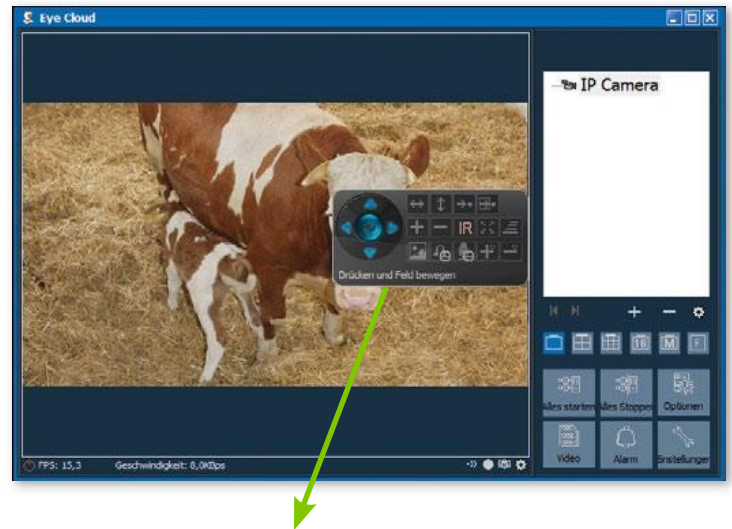 Eye Cloud
IP Camera
IR
Drücken und Feld bewegen
16 M F
Alles starten Alles Stoppen Optionen
Video Alarm Einstellungen
FPS: 15,3 Geschwindigkeit: 8,0KBps